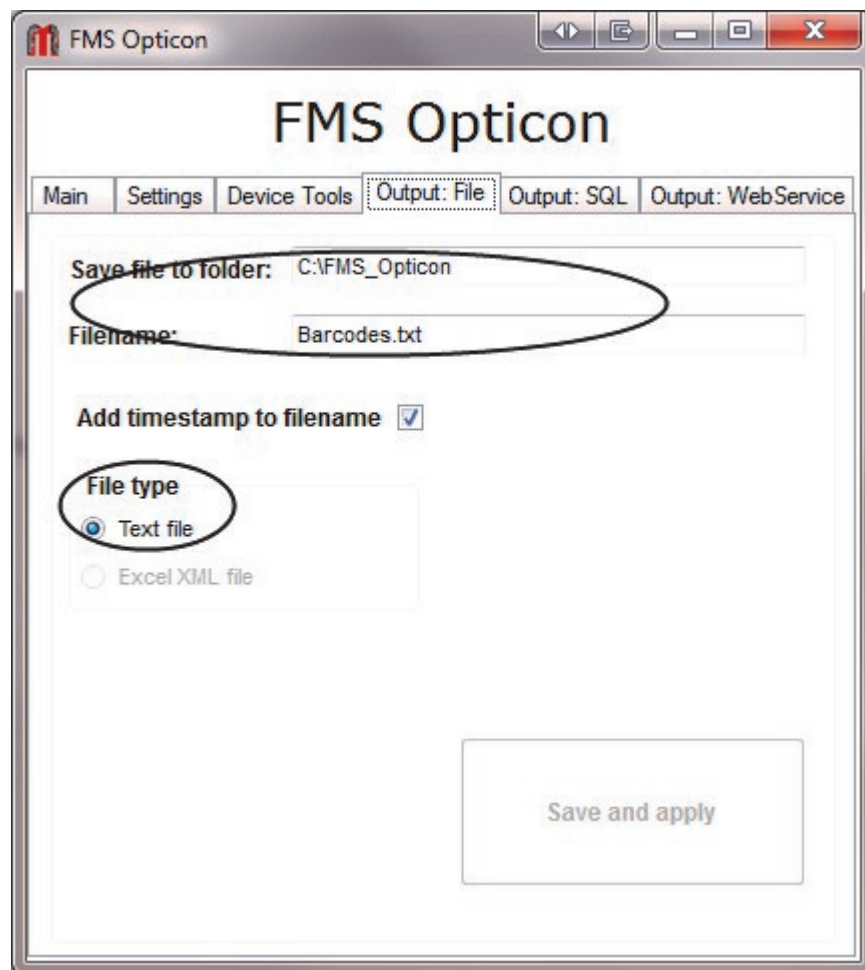 FMS Opticon
FMS Opticon
Main Settings Device Tools Output: File Output: SQL Output: WebService
Save file to folder: C:\FMS_Opticon
Filename: Barcodes.txt
Add timestamp to filename
File type
Text file
Excel XML file
Save and apply